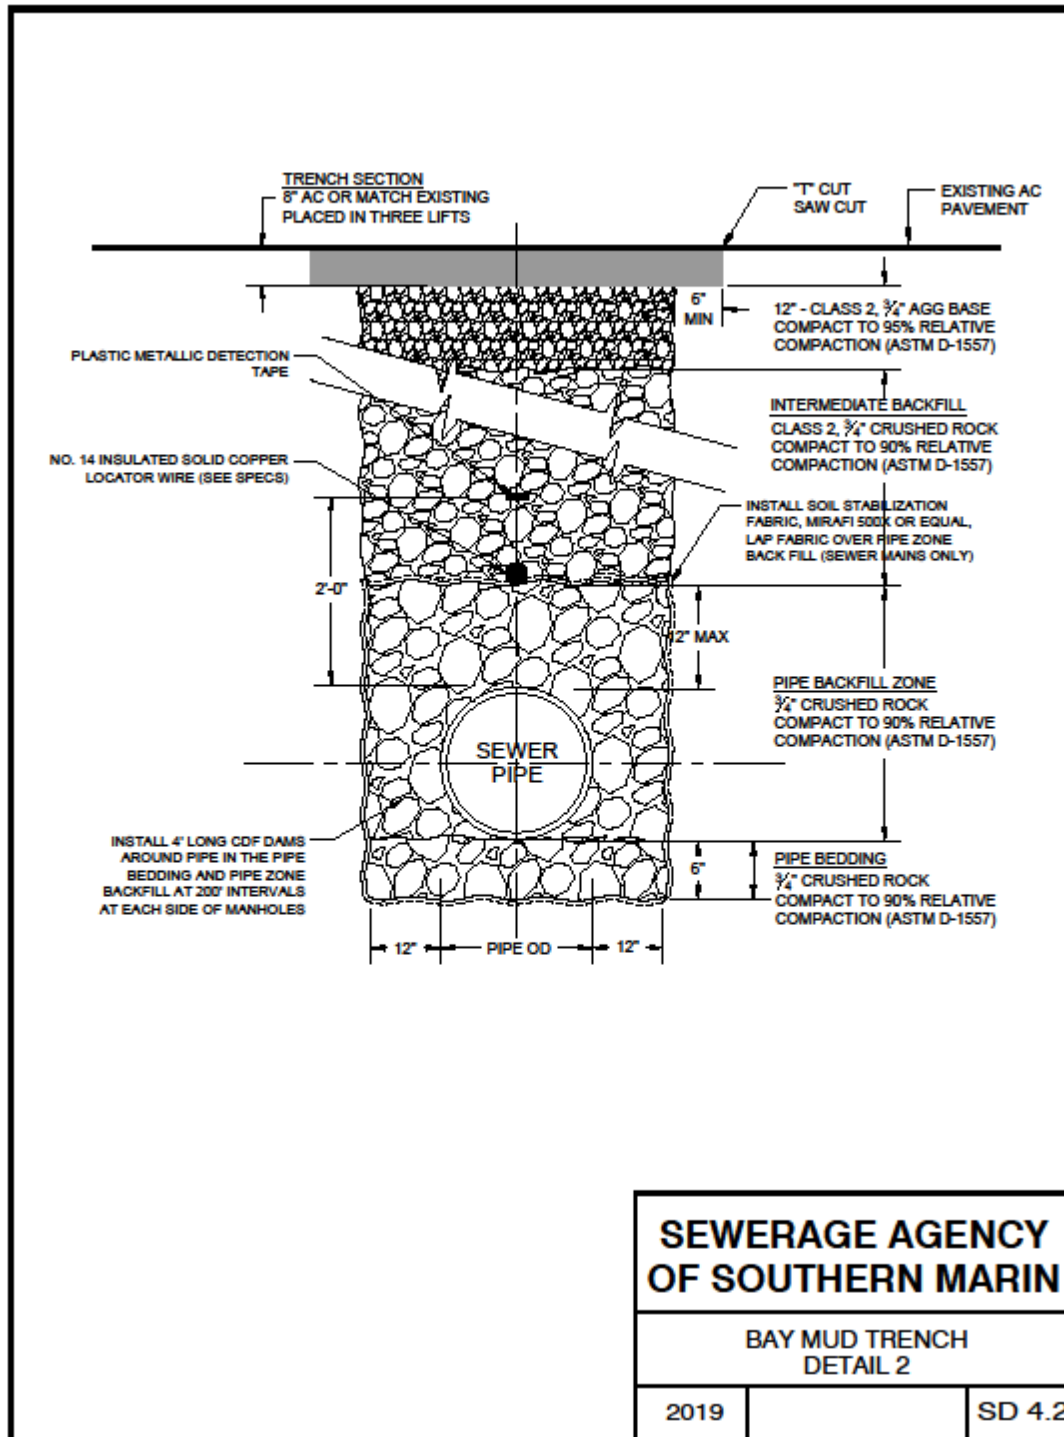 TRENCH SECTION
8" AC OR MATCH EXISTING
PLACED IN THREE LIFTS
"T" CUT
SAW CUT
EXISTING AC
PAVEMENT
6"
MIN
12" - CLASS 2, ¾" AGG BASE
COMPACT TO 95% RELATIVE
COMPACTION (ASTM D-1557)
PLASTIC METALLIC DETECTION
TAPE
INTERMEDIATE BACKFILL
CLASS 2, ¾" CRUSHED ROCK
COMPACT TO 90% RELATIVE
COMPACTION (ASTM D-1557)
NO. 14 INSULATED SOLID COPPER
LOCATOR WIRE (SEE SPECS)
INSTALL SOIL STABILIZATION
FABRIC, MIRAFI 500X OR EQUAL,
LAP FABRIC OVER PIPE ZONE
BACK FILL (SEWER MAINS ONLY)
2'-0"
12" MAX
PIPE BACKFILL ZONE
¾" CRUSHED ROCK
COMPACT TO 90% RELATIVE
COMPACTION (ASTM D-1557)
SEWER
PIPE
INSTALL 4' LONG CDF DAMS
AROUND PIPE IN THE PIPE
BEDDING AND PIPE ZONE
BACKFILL AT 200' INTERVALS
AT EACH SIDE OF MANHOLES
6"
PIPE BEDDING
¾" CRUSHED ROCK
COMPACT TO 90% RELATIVE
COMPACTION (ASTM D-1557)
12" PIPE OD 12"
SEWERAGE AGENCY
OF SOUTHERN MARIN
BAY MUD TRENCH
DETAIL 2
2019 SD 4.2